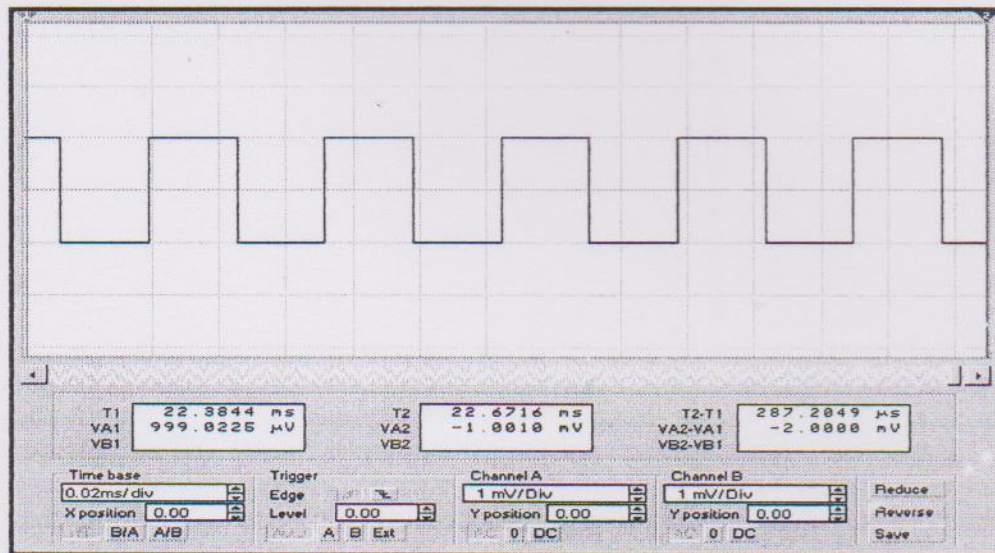 T1 22.3844 ms T2 22.6716 ms T2-T1 287.2049 µs
VA1 999.0225 µV VA2 -1.0010 mV VA2-VA1 -2.0000 mV
VB1 VB2 VB2-VB1
Time base Trigger Channel A Channel B
0.02ms/div Edge 1 mV/Div 1 mV/Div Reduce
X position 0.00 Level 0.00 Y position 0.00 Y position 0.00 Reverse
B/A A/B A B Ext 0 DC 0 DC Save